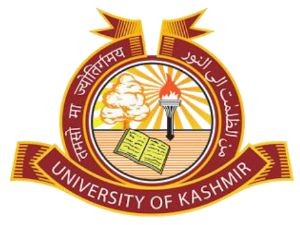 तमसो मा ज्योतिर्गमय
من الظلمت الى النور
UNIVERSITY OF KASHMIR